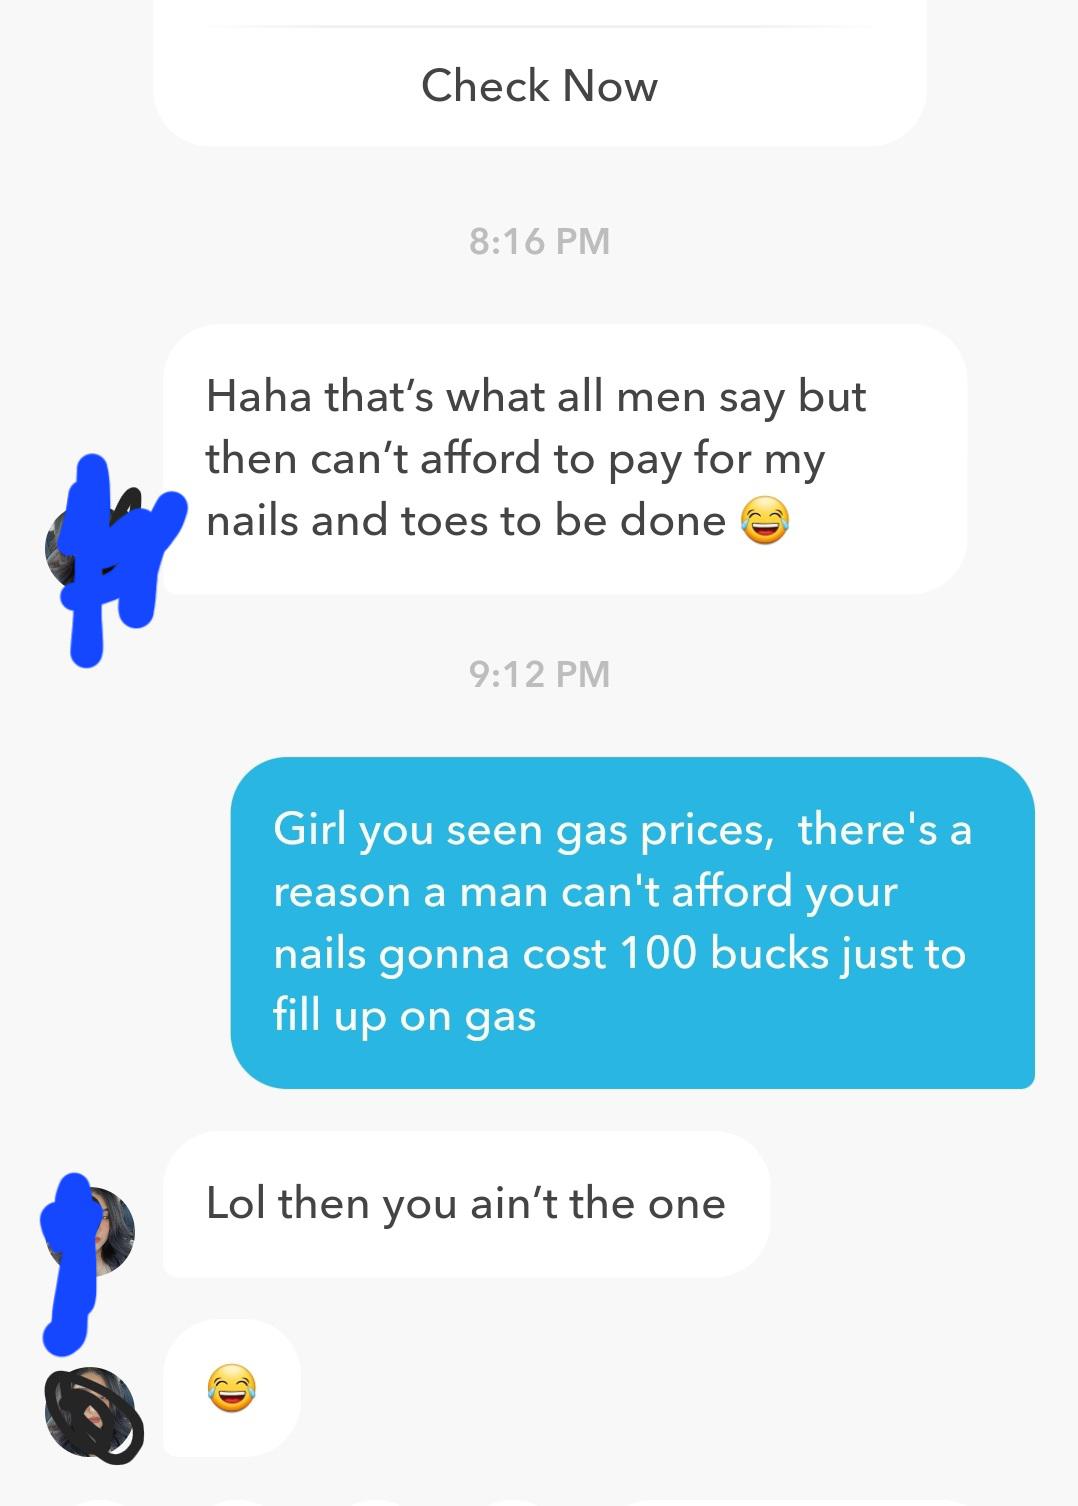 Check Now
8:16 PM
Haha that’s what all men say but
then can’t afford to pay for my
nails and toes to be done 😂
9:12 PM
Girl you seen gas prices,  there's a
reason a man can't afford your
nails gonna cost 100 bucks just to
fill up on gas
Lol then you ain’t the one
😂